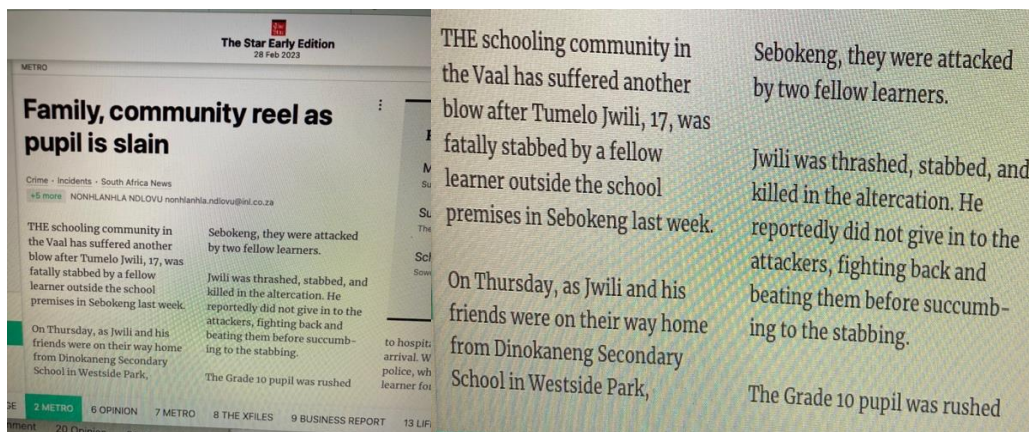 The Star Early Edition
28 Feb 2023
METRO
Family, community reel as
pupil is slain
Crime · Incidents · South Africa News
+5 more NONHLANHLA NDLOVU nonhlanhla.ndlovu@inl.co.za
THE schooling community in
the Vaal has suffered another
blow after Tumelo Jwili, 17, was
fatally stabbed by a fellow
learner outside the school
premises in Sebokeng last week.
On Thursday, as Jwili and his
friends were on their way home
from Dinokaneng Secondary
School in Westside Park,
Sebokeng, they were attacked
by two fellow learners.
Jwili was thrashed, stabbed, and
killed in the altercation. He
reportedly did not give in to the
attackers, fighting back and
beating them before succumb-
ing to the stabbing.
The Grade 10 pupil was rushed
to hospit
arrival. W
police, wh
learner fo
2 METRO 6 OPINION 7 METRO 8 THE XFILES 9 BUSINESS REPORT 13 LIF
THE schooling community in
the Vaal has suffered another
blow after Tumelo Jwili, 17, was
fatally stabbed by a fellow
learner outside the school
premises in Sebokeng last week.
On Thursday, as Jwili and his
friends were on their way home
from Dinokaneng Secondary
School in Westside Park,
Sebokeng, they were attacked
by two fellow learners.
Jwili was thrashed, stabbed, and
killed in the altercation. He
reportedly did not give in to the
attackers, fighting back and
beating them before succumb-
ing to the stabbing.
The Grade 10 pupil was rushed